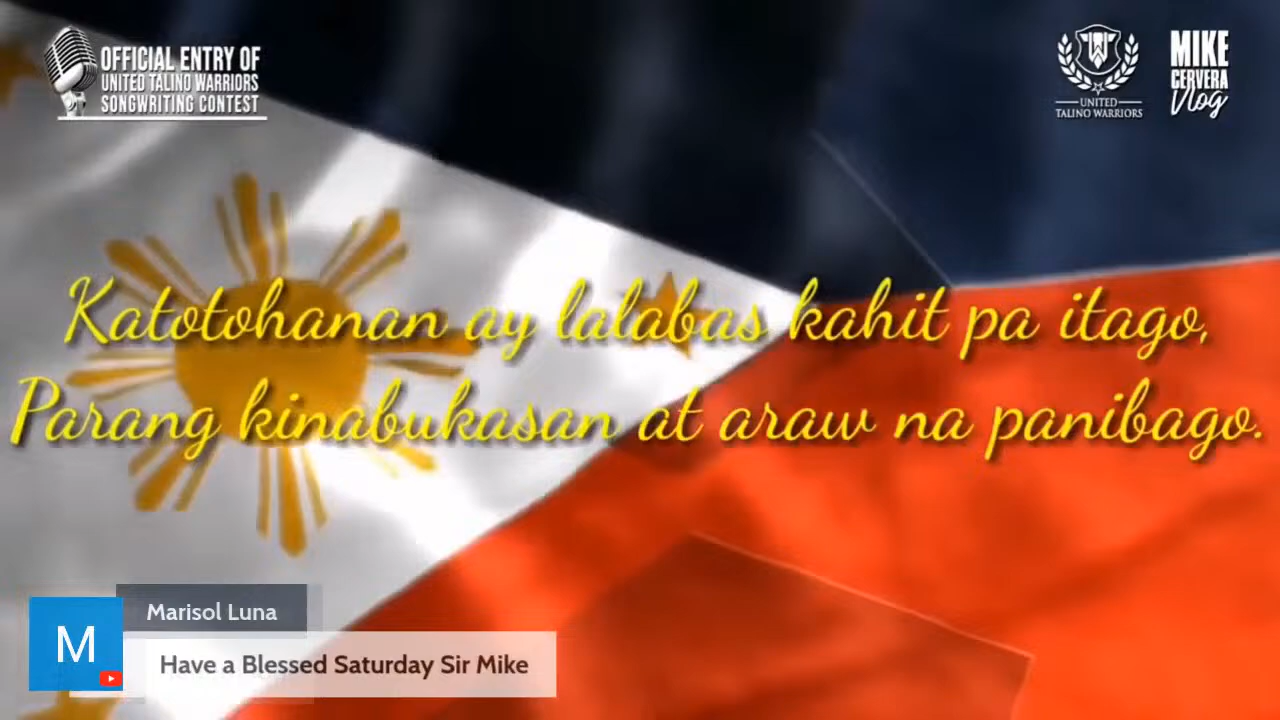 OFFICIAL ENTRY OF
UNITED TALINO WARRIORS
SONGWRITING CONTEST
UNITED
TALINO WARRIORS
MIKE
CERVERA
Vlog
Katotohanan ay lalabas kahit pa itago,
Parang kinabukasan at araw na panibago.
M
Marisol Luna
Have a Blessed Saturday Sir Mike